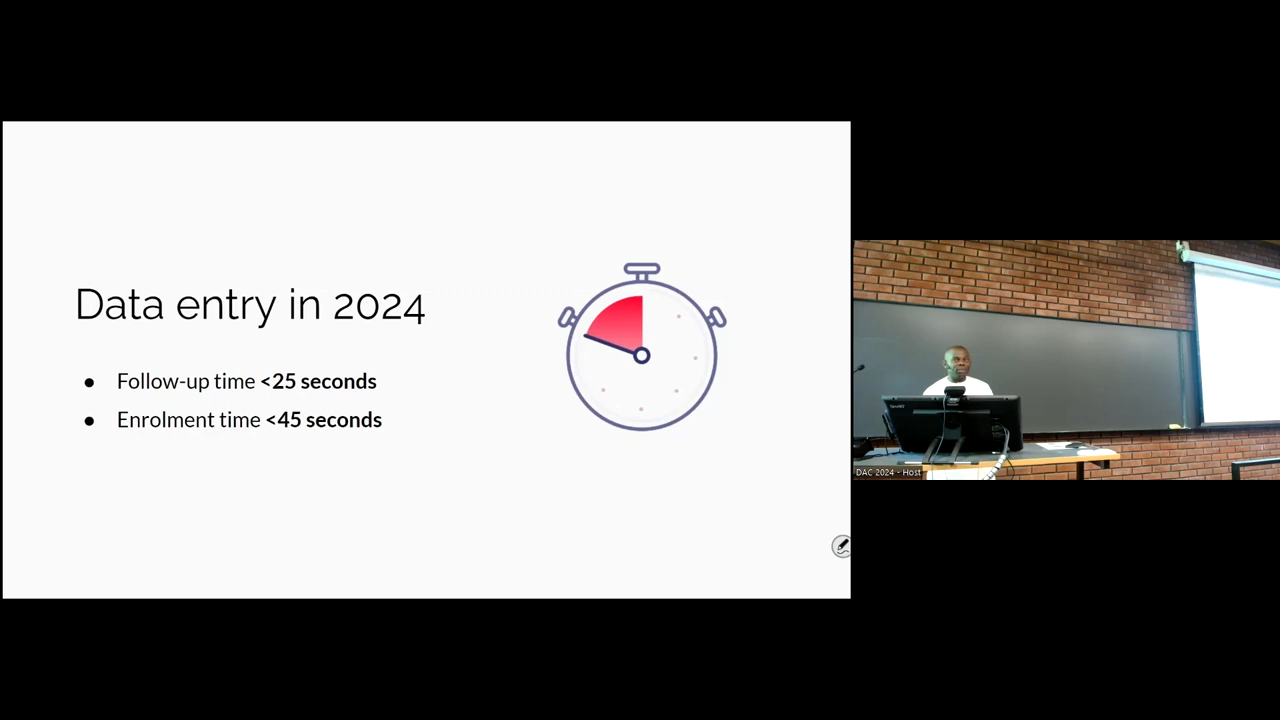 Data entry in 2024
● Follow-up time <25 seconds
● Enrolment time <45 seconds
DAC 2024 - Host